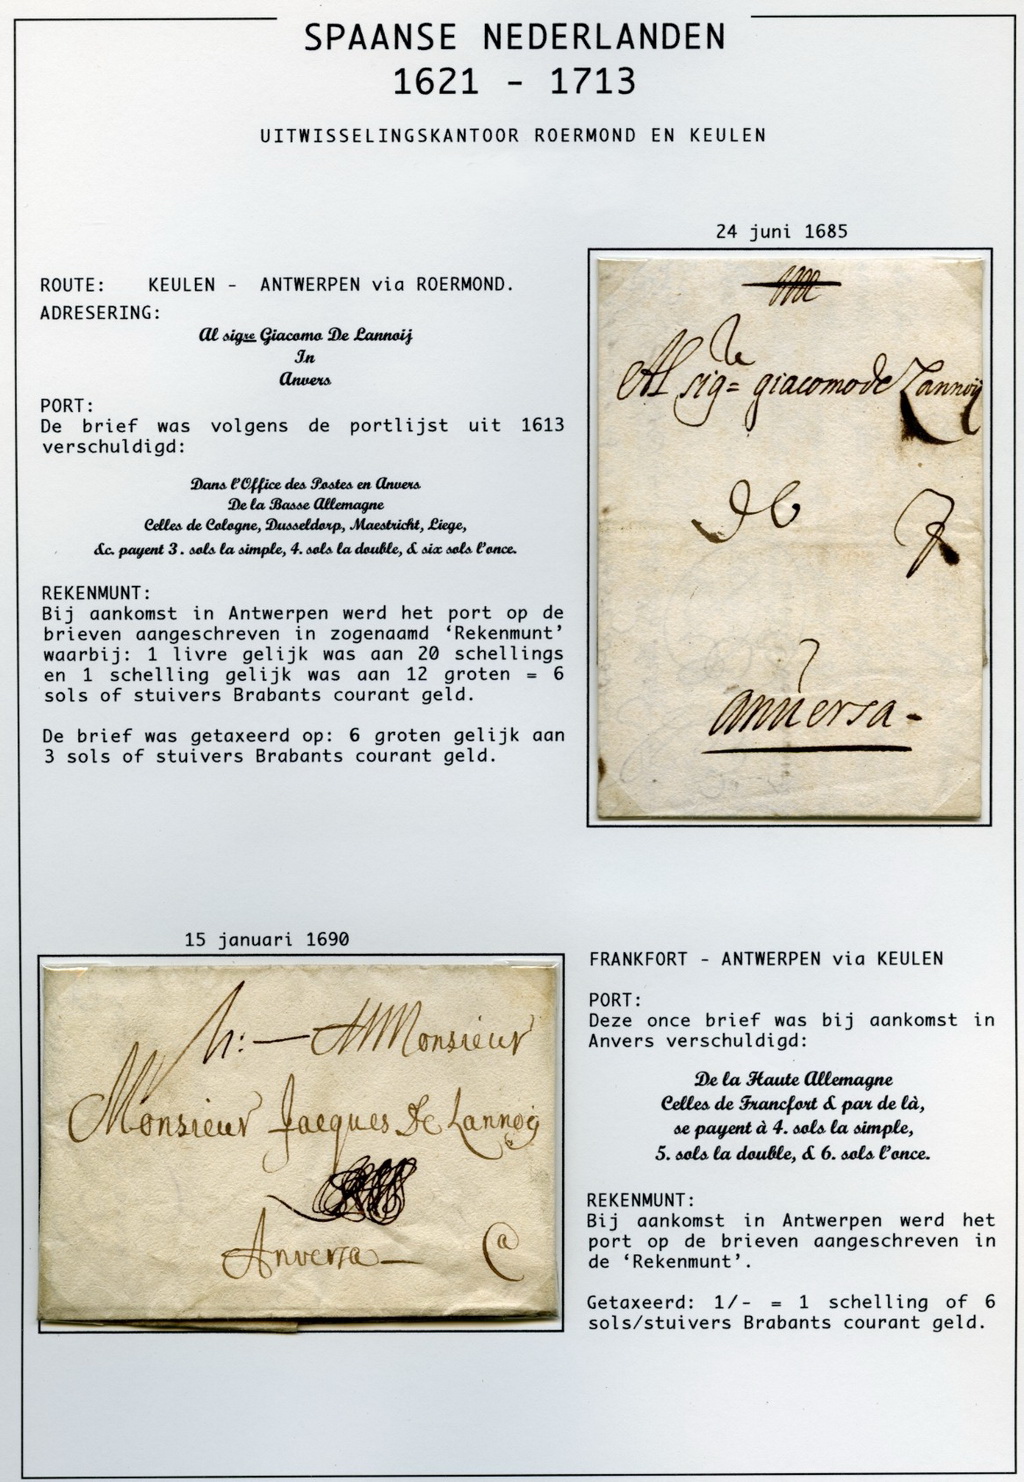 SPAANSE NEDERLANDEN
1621 - 1713
UITWISSELINGSKANTOOR ROERMOND EN KEULEN
24 juni 1685
ROUTE: KEULEN - ANTWERPEN via ROERMOND.
ADRESERING:
Al sigre Giacomo De Lannoij
In
Anvers
PORT:
De brief was volgens de portlijst uit 1613
verschuldigd:
Dans l'Office des Postes en Anvers
De la Basse Allemagne
Celles de Cologne, Dusseldorp, Maestricht, Liege,
&c. payent 3. sols la simple, 4. sols la double, & six sols l'once.
REKENMUNT:
Bij aankomst in Antwerpen werd het port op de
brieven aangeschreven in zogenaamd ‘Rekenmunt’
waarbij: 1 livre gelijk was aan 20 schellings
en 1 schelling gelijk was aan 12 groten = 6
sols of stuivers Brabants courant geld.
De brief was getaxeerd op: 6 groten gelijk aan
3 sols of stuivers Brabants courant geld.
Al sig=re giacomo de Lannoij
anversa -
15 januari 1690
h: — A Monsieur
Monsieur Jacques De Lannoij
Anversa —
FRANKFORT - ANTWERPEN via KEULEN
PORT:
Deze once brief was bij aankomst in
Anvers verschuldigd:
De la Haute Allemagne
Celles de Francfort & par de là,
se payent à 4. sols la simple,
5. sols la double, & 6. sols l'once.
REKENMUNT:
Bij aankomst in Antwerpen werd het
port op de brieven aangeschreven in
de ‘Rekenmunt’.
Getaxeerd: 1/- = 1 schelling of 6
sols/stuivers Brabants courant geld.